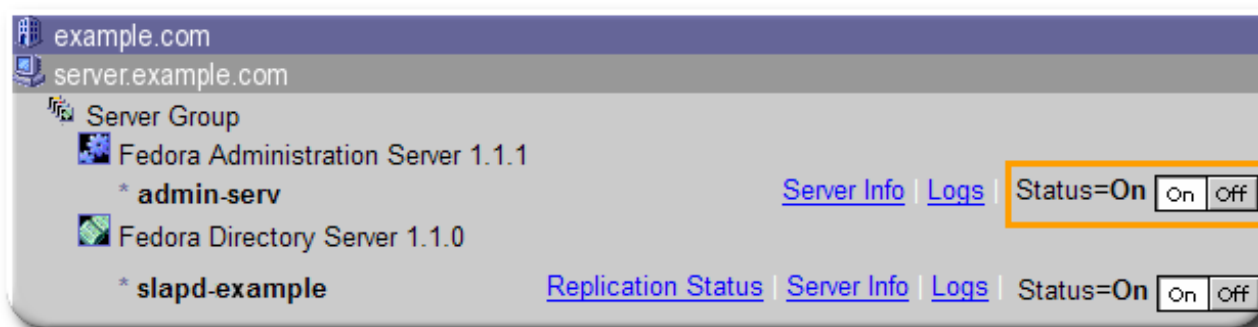 example.com
server.example.com
Server Group
Fedora Administration Server 1.1.1
* admin-serv Server Info | Logs | Status=On On Off
Fedora Directory Server 1.1.0
* slapd-example Replication Status | Server Info | Logs | Status=On On Off